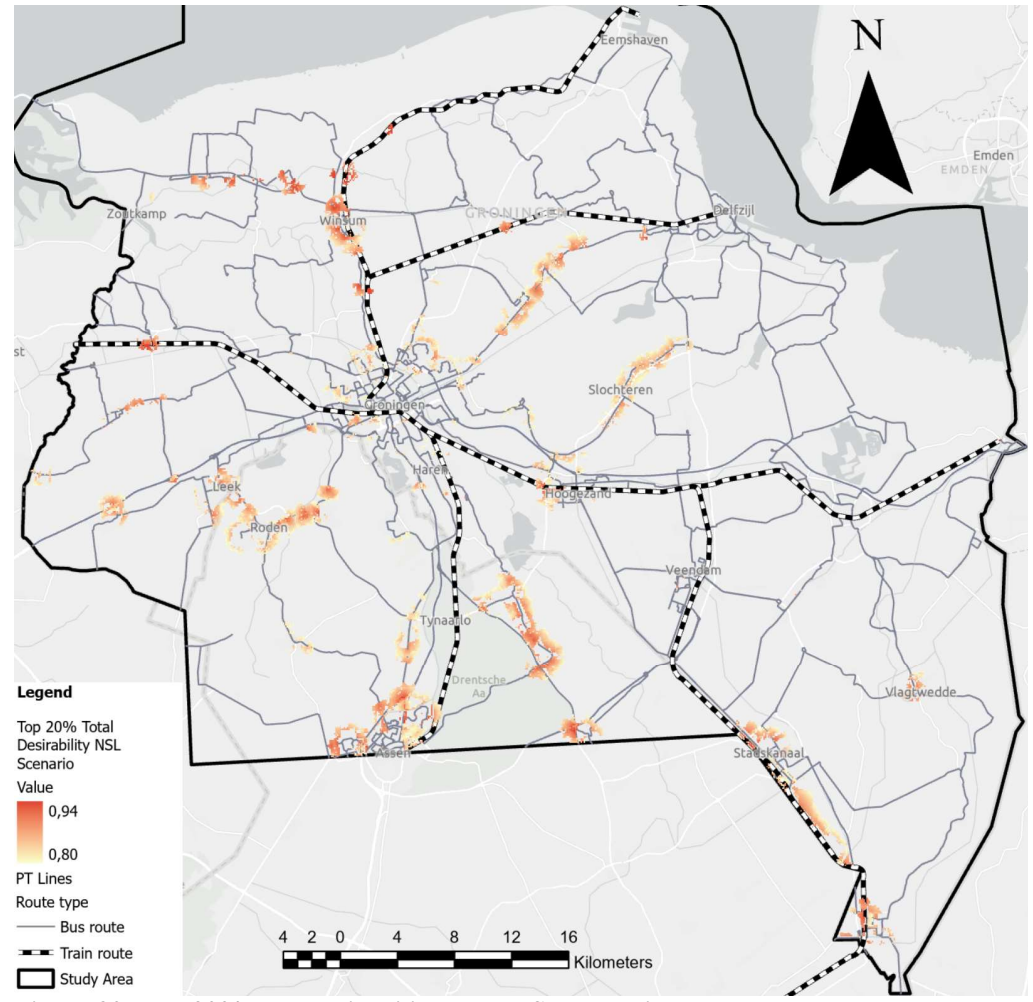 N
Eemshaven
Emden
EMDEN
Zoutkamp
Winsum
GRONINGEN
Delfzijl
st
Slochteren
Groningen
Haren
Leek
Hoogezand
Roden
Veendam
Tynaarlo
Drentsche
Aa
Vlagtwedde
Assen
Stadskanaal
Legend
Top 20% Total
Desirability NSL
Scenario
Value
0,94
0,80
PT Lines
Route type
Bus route
Train route
Study Area
4 2 0 4 8 12 16
Kilometers